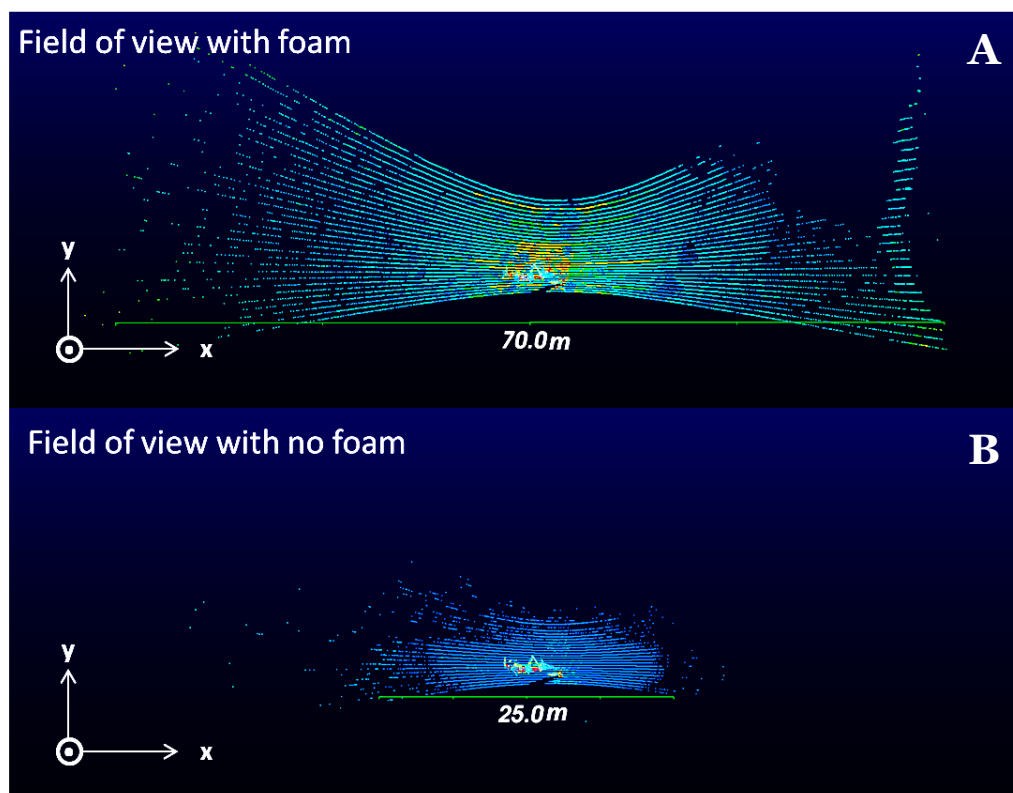 Field of view with foam
A
y
x
70.0m
Field of view with no foam
B
y
x
25.0m